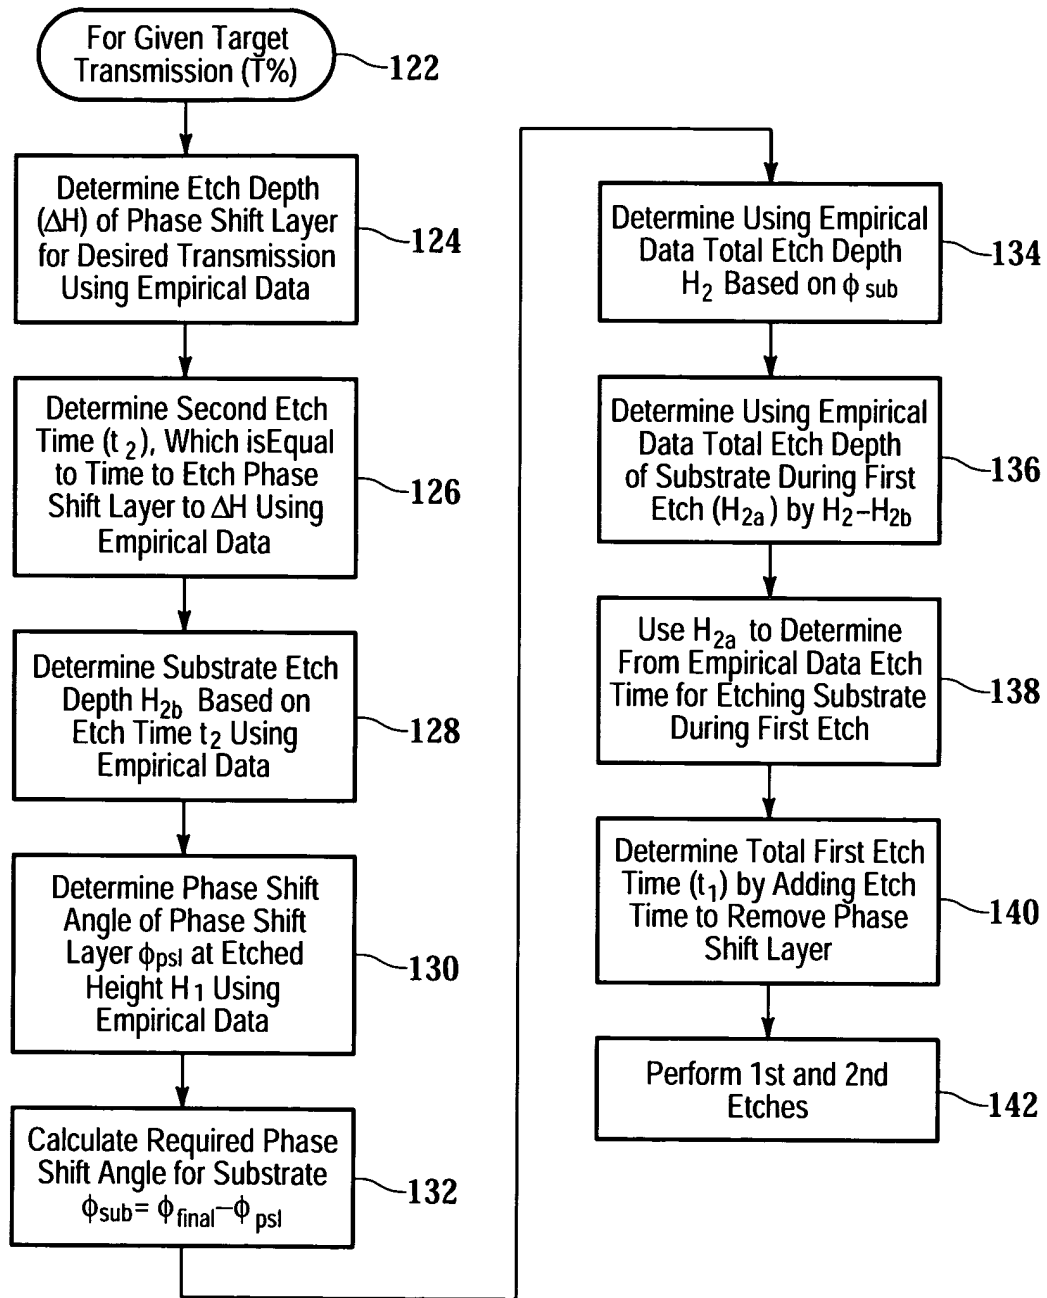 For Given Target
Transmission (T%)
122
Determine Etch Depth
(ΔH) of Phase Shift Layer
for Desired Transmission
Using Empirical Data
124
Determine Second Etch
Time (t2), Which isEqual
to Time to Etch Phase
Shift Layer to ΔH Using
Empirical Data
126
Determine Substrate Etch
Depth H2b Based on
Etch Time t2 Using
Empirical Data
128
Determine Phase Shift
Angle of Phase Shift
Layer ϕpsl at Etched
Height H1 Using
Empirical Data
130
Calculate Required Phase
Shift Angle for Substrate
ϕsub= ϕfinal-ϕpsl
132
Determine Using Empirical
Data Total Etch Depth
H2 Based on ϕsub
134
Determine Using Empirical
Data Total Etch Depth
of Substrate During First
Etch (H2a) by H2-H2b
136
Use H2a to Determine
From Empirical Data Etch
Time for Etching Substrate
During First Etch
138
Determine Total First Etch
Time (t1) by Adding Etch
Time to Remove Phase
Shift Layer
140
Perform 1st and 2nd
Etches
142